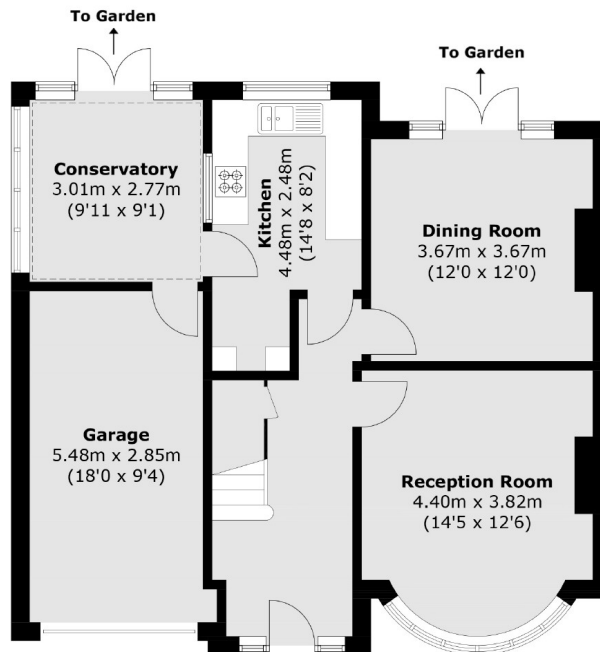 To Garden
To Garden
Conservatory
3.01m x 2.77m
(9'11 x 9'1)
Kitchen
4.48m x 2.48m
(14'8 x 8'2)
Dining Room
3.67m x 3.67m
(12'0 x 12'0)
Garage
5.48m x 2.85m
(18'0 x 9'4)
Reception Room
4.40m x 3.82m
(14'5 x 12'6)